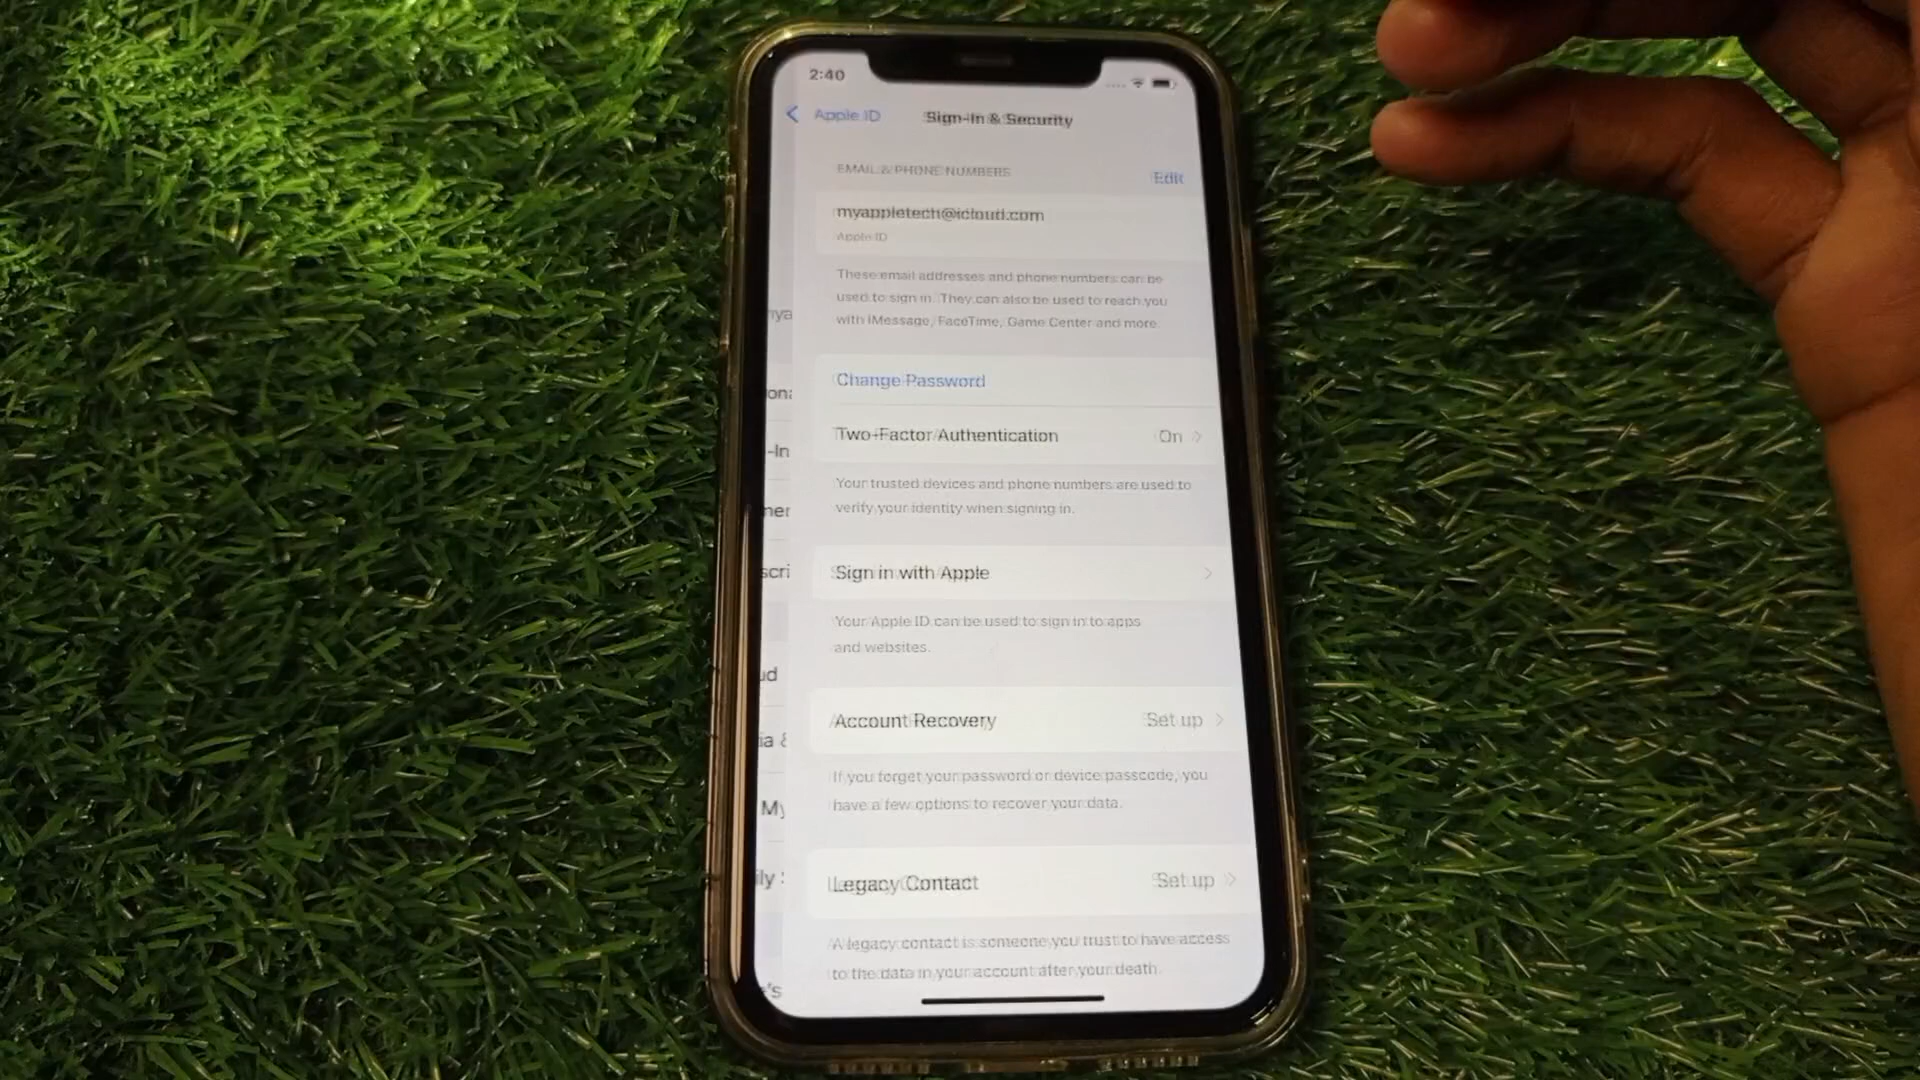 2:40
Apple ID
Sign-In & Security
EMAIL & PHONE NUMBERS
Edit
myappletech@icloud.com
Apple ID
These email addresses and phone numbers can be
used to sign in. They can also be used to reach you
with iMessage, FaceTime, Game Center and more.
Change Password
Two-Factor Authentication On
Your trusted devices and phone numbers are used to
verify your identity when signing in.
Sign in with Apple
Your Apple ID can be used to sign in to apps
and websites.
Account Recovery Set up
If you forget your password or device passcode, you
have a few options to recover your data.
Legacy Contact Set up
A legacy contact is someone you trust to have access
to the data in your account after your death.